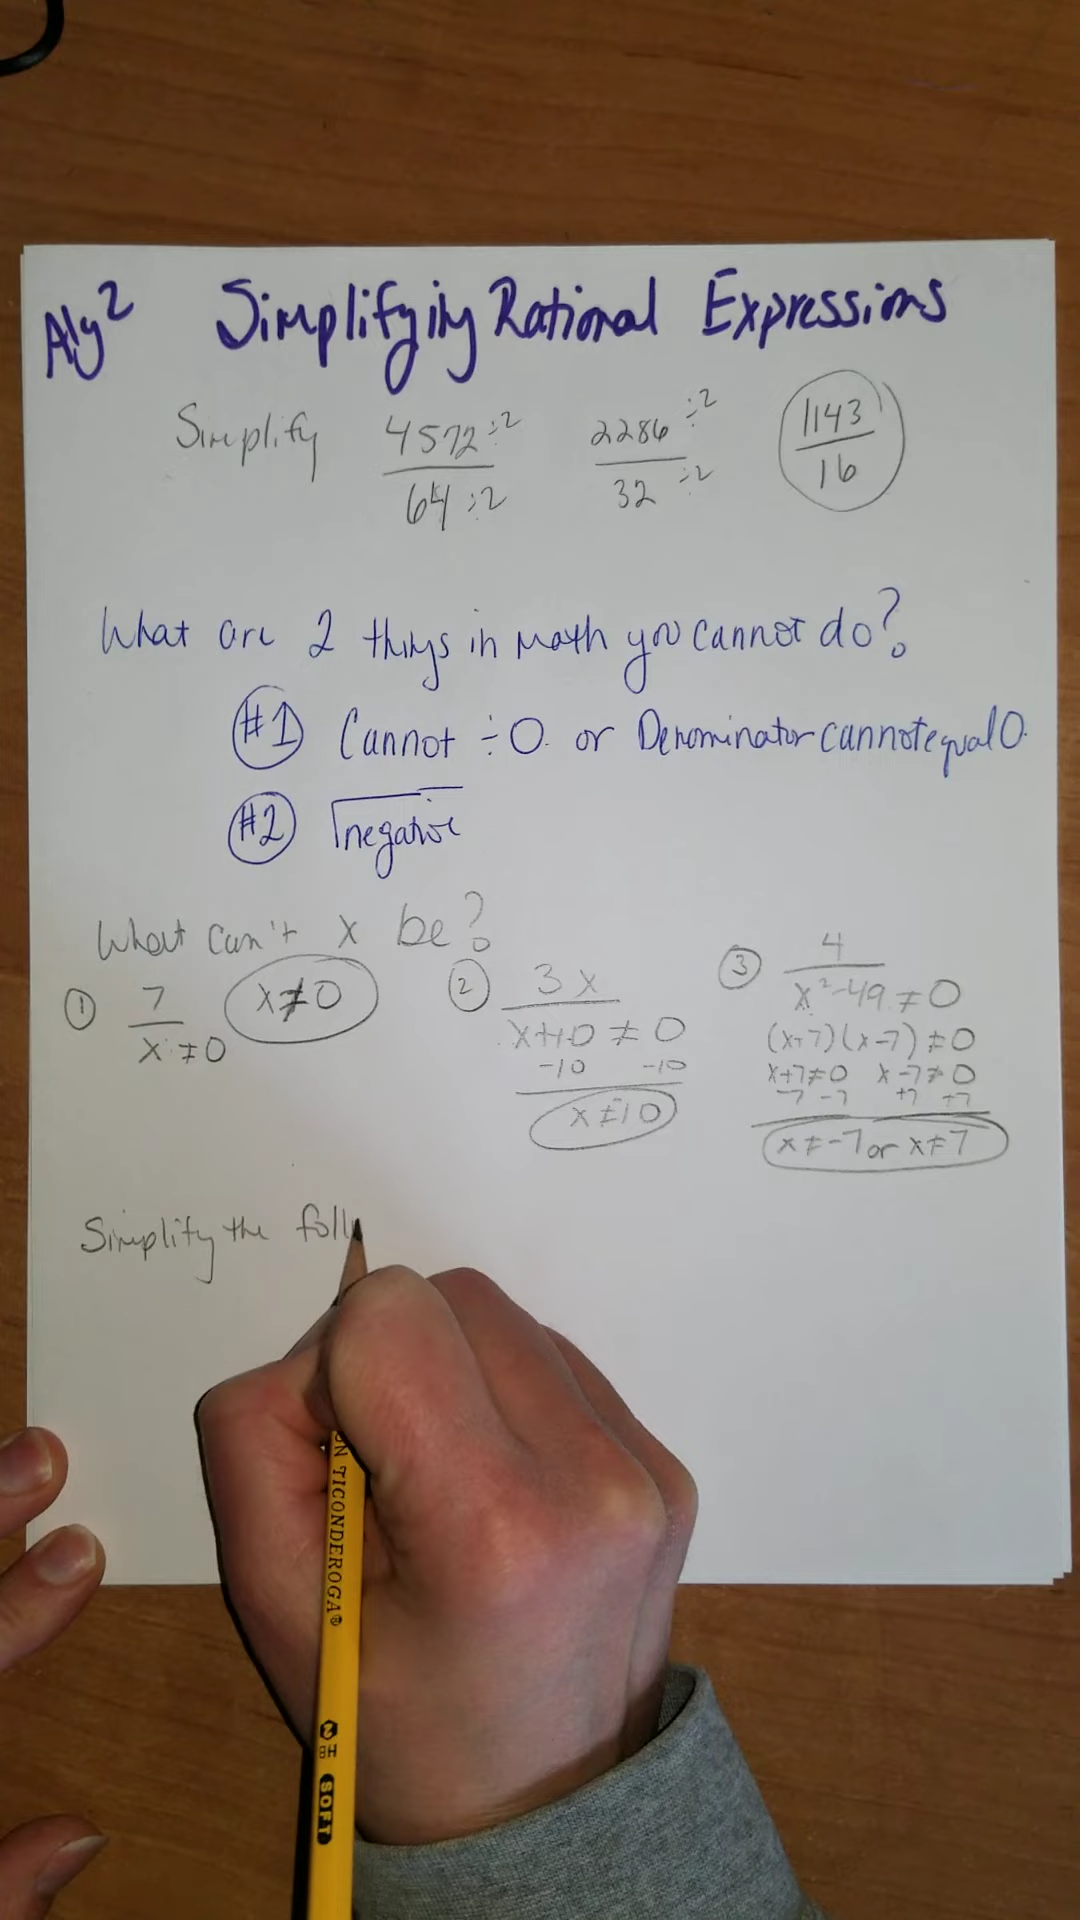 Alg 2 Simplifying Rational Expressions
Simplify 4572÷2/64÷2 2286÷2/32÷2 1143/16
What are 2 things in math you cannot do?
#1 Cannot ÷ 0. or Denominator cannot equal 0.
#2 √negative
What can't x be?
① 7/x ≠ 0 x ≠ 0
② 3x/x+10 ≠ 0
-10 -10
x ≠ -10
③ 4/x²-49 ≠ 0
(x+7)(x-7) ≠ 0
x+7≠0 x-7≠0
-7 -7 +7 +7
x ≠ -7 or x ≠ 7
Simplify the foll
ON TICONDEROGA®
HB
SOFT